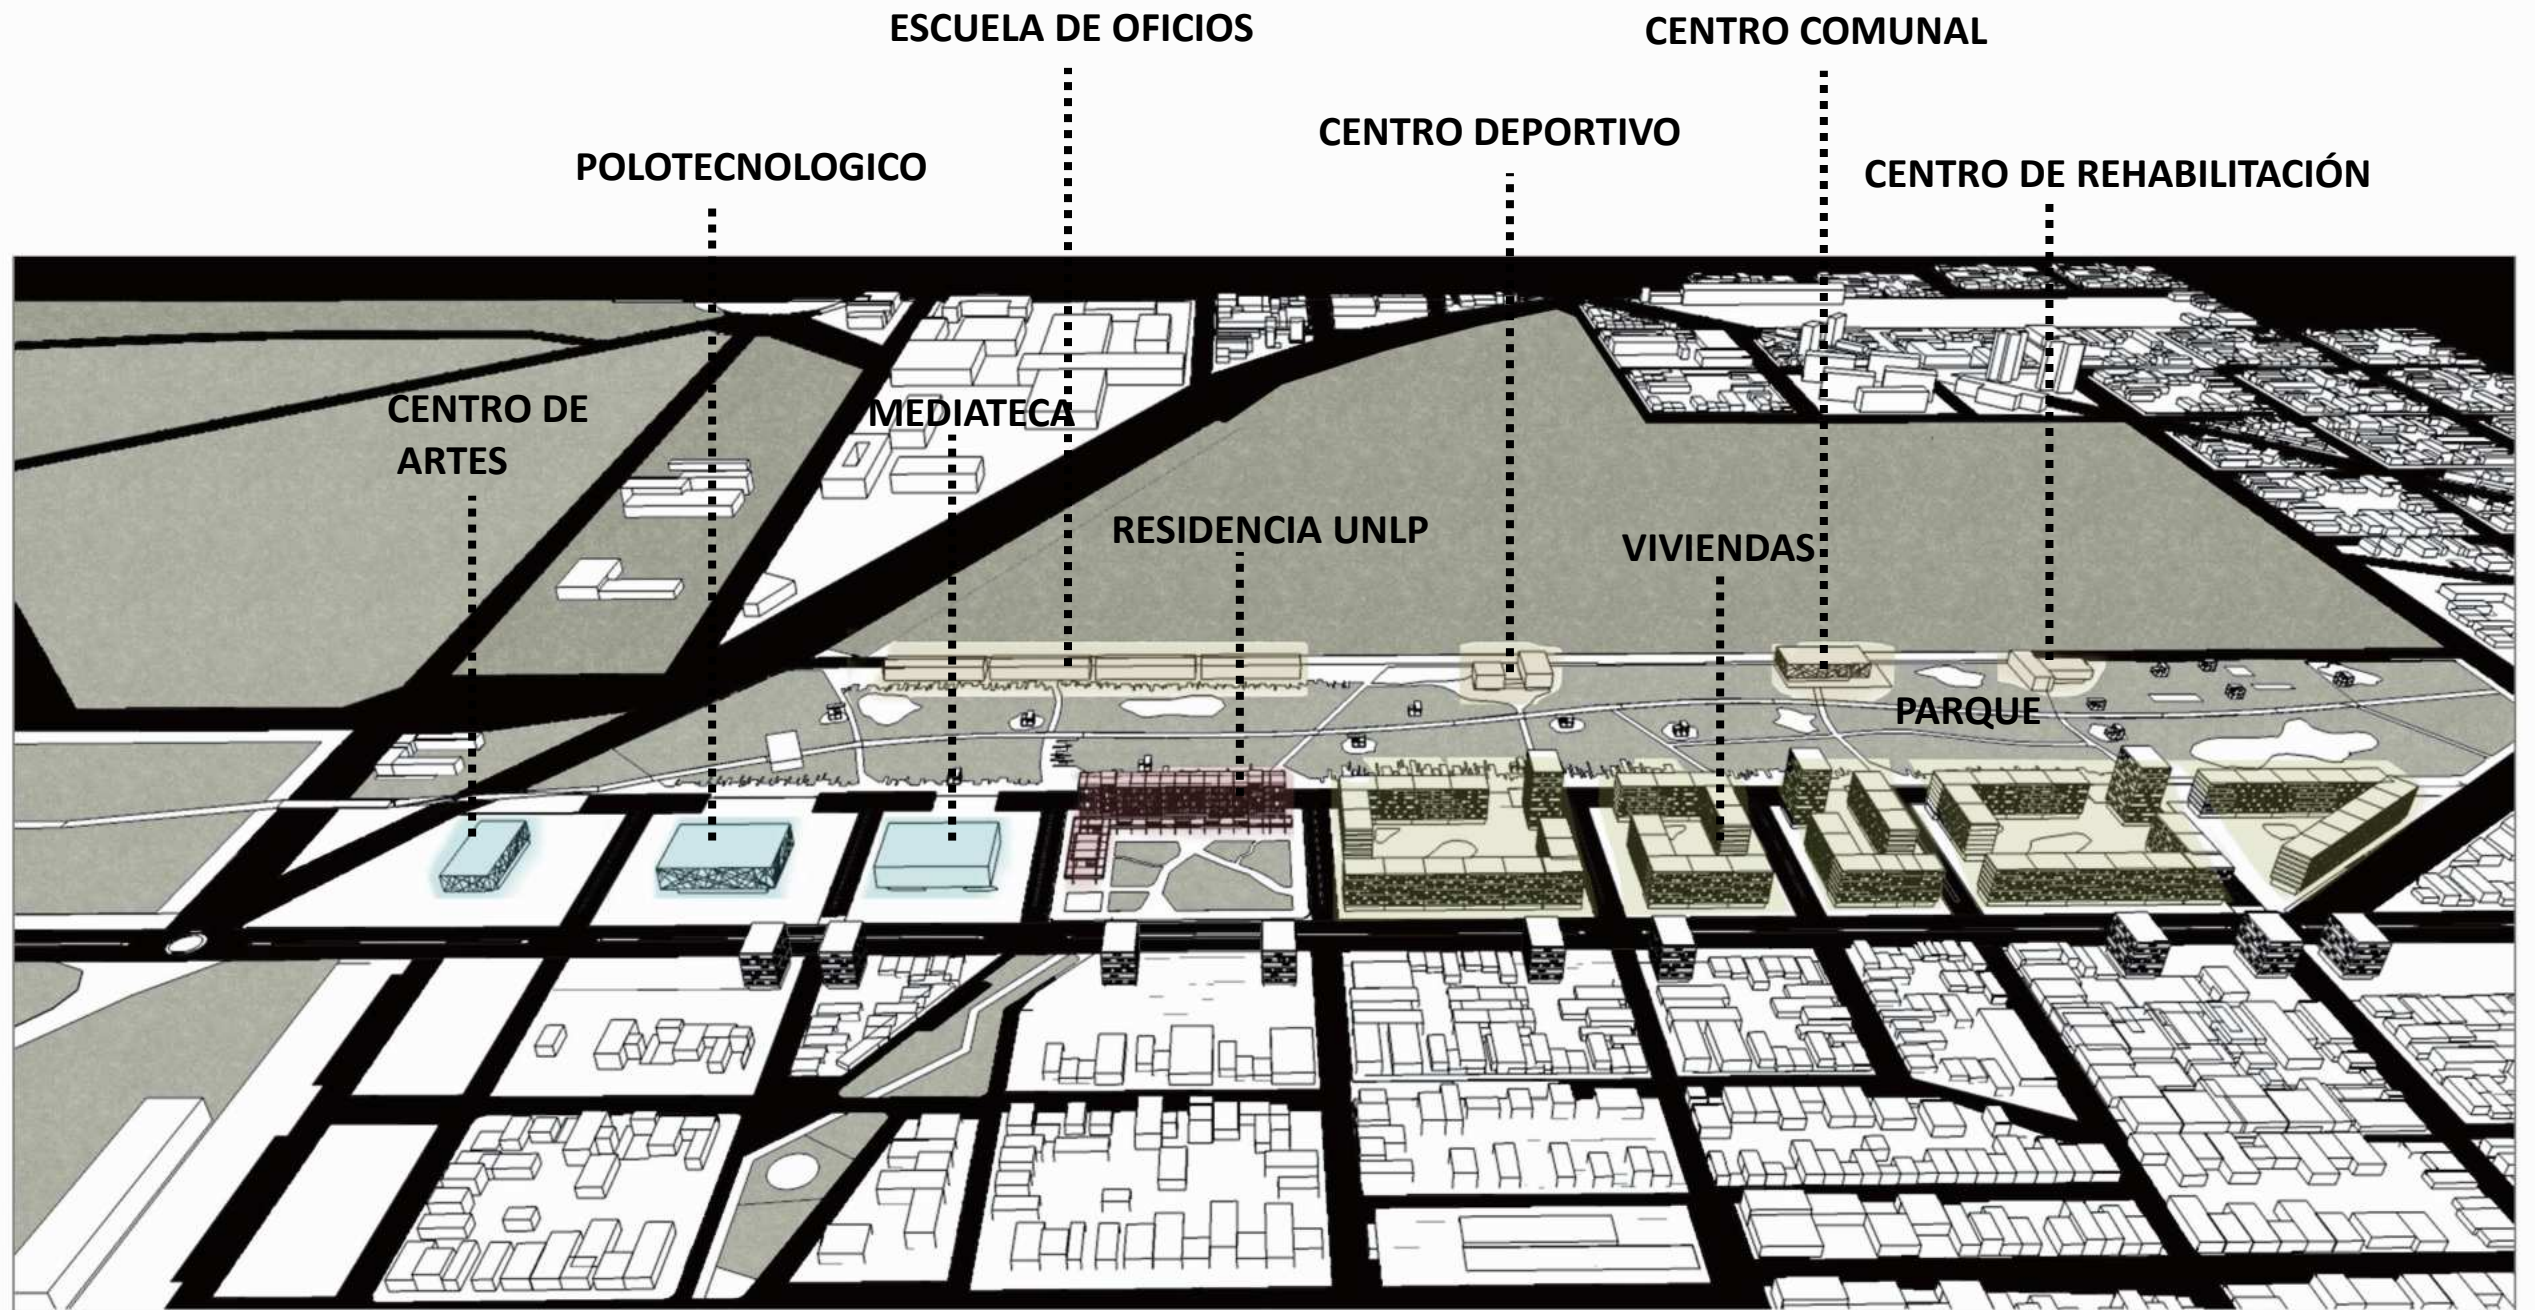 ESCUELA DE OFICIOS
CENTRO COMUNAL
CENTRO DEPORTIVO
POLOTECNOLOGICO
CENTRO DE REHABILITACIÓN
CENTRO DE
ARTES
MEDIATECA
RESIDENCIA UNLP
VIVIENDAS
PARQUE